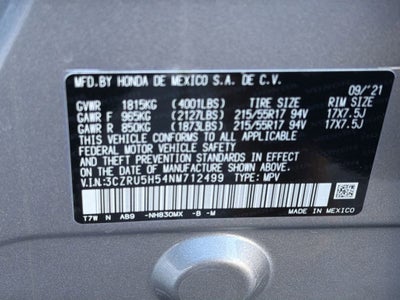 MFD.BY HONDA DE MEXICO S.A. DE C.V.
09/'21
GVWR 1815KG (4001LBS) TIRE SIZE RIM SIZE
GAWR F 965KG (2127LBS) 215/55R17 94V 17X7.5J
GAWR R 850KG (1873LBS) 215/55R17 94V 17X7.5J
THIS VEHICLE CONFORMS TO ALL APPLICABLE
FEDERAL MOTOR VEHICLE SAFETY AND THEFT
PREVENTION STANDARDS IN EFFECT ON THE
DATE OF MANUFACTURE SHOWN ABOVE.
V.I.N:3CZRU5H54NM712499 TYPE: MPV
T7W N AB9 -NH830MX -B -M
MADE IN MEXICO